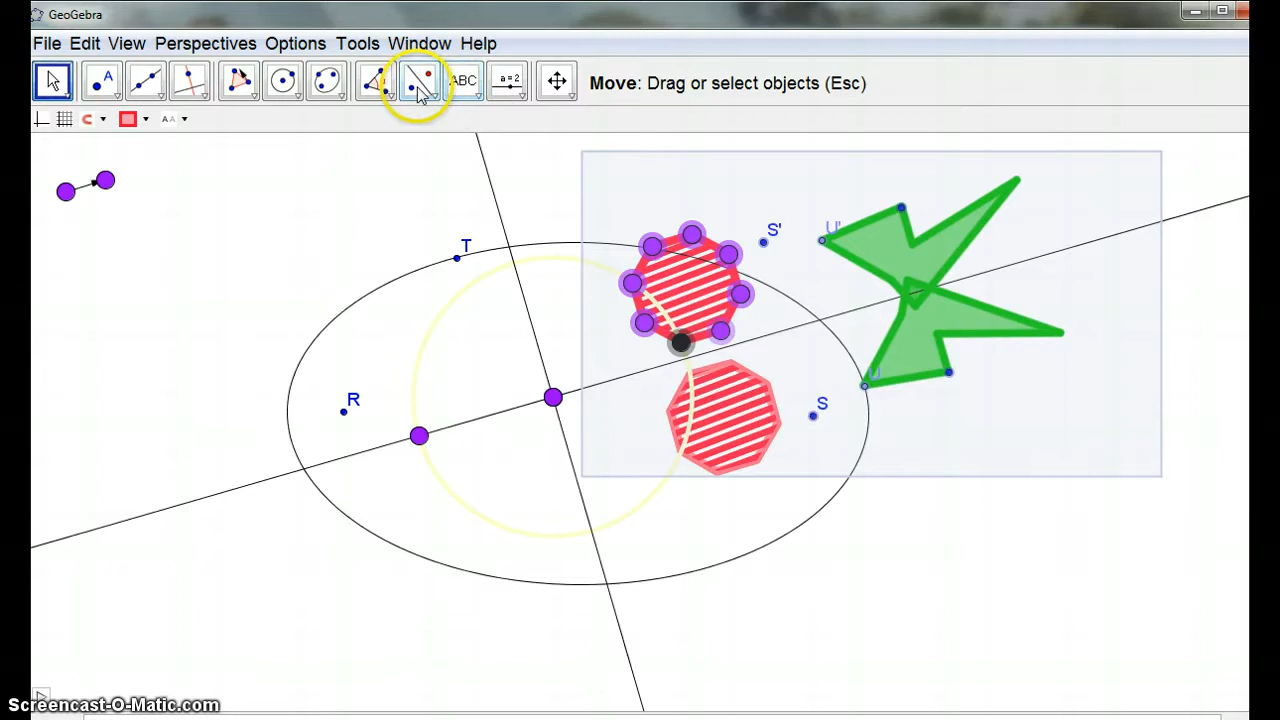 GeoGebra
File Edit View Perspectives Options Tools Window Help
A ABC a = 2 Move: Drag or select objects (Esc)
A A
T
S'
U'
U
R
S
Screencast-O-Matic.com